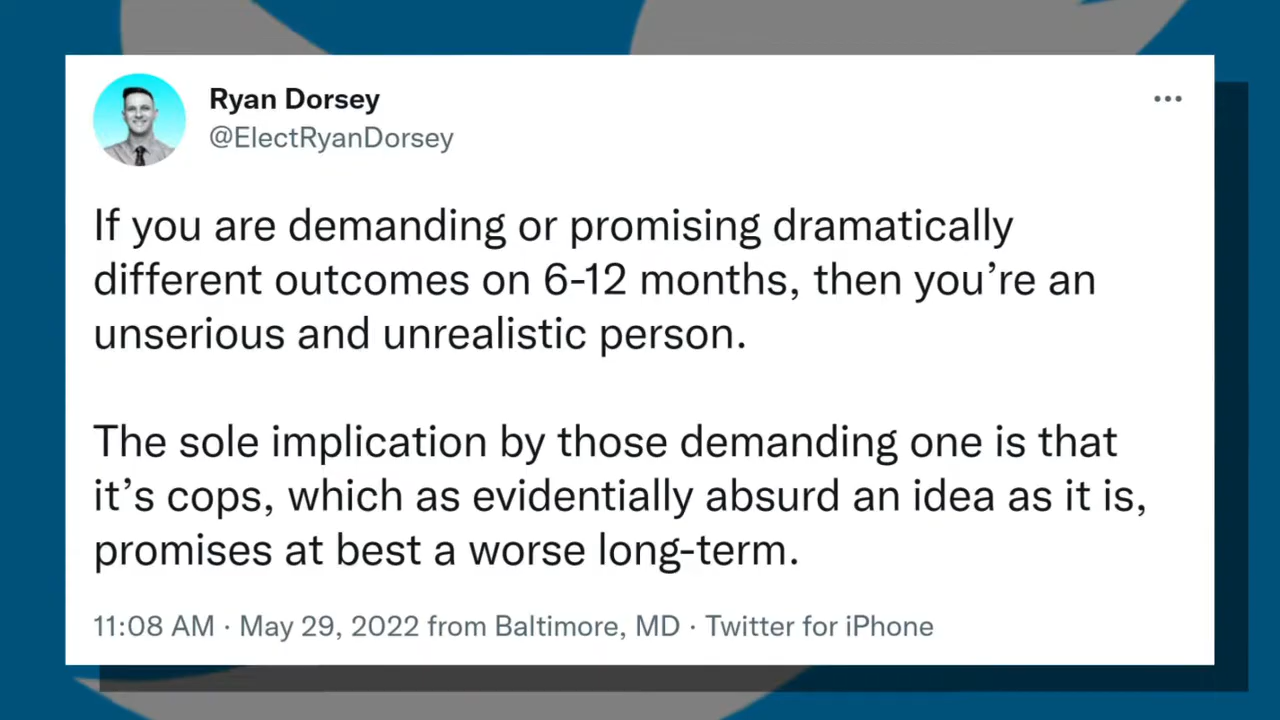 Ryan Dorsey
@ElectRyanDorsey
If you are demanding or promising dramatically
different outcomes on 6-12 months, then you’re an
unserious and unrealistic person.
The sole implication by those demanding one is that
it’s cops, which as evidentially absurd an idea as it is,
promises at best a worse long-term.
11:08 AM · May 29, 2022 from Baltimore, MD · Twitter for iPhone